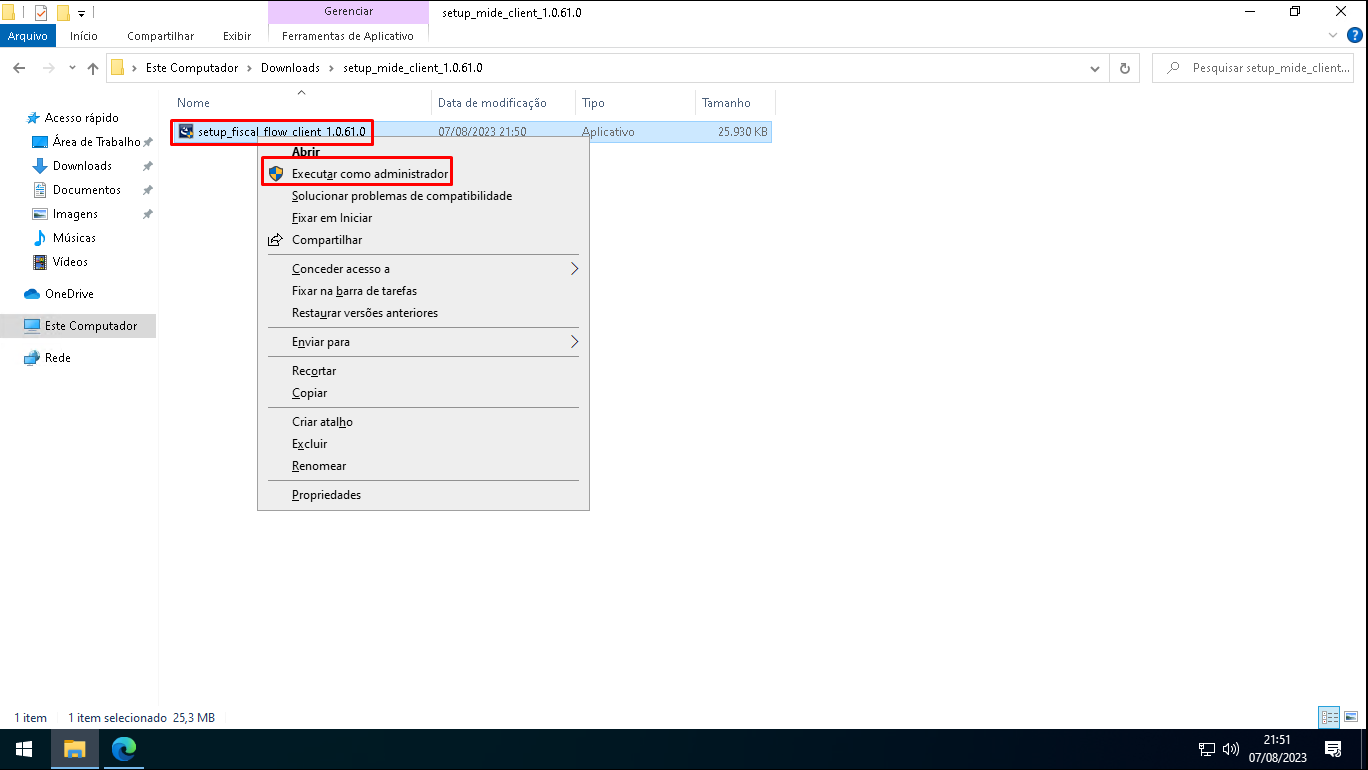 Gerenciar
setup_mide_client_1.0.61.0
Arquivo
Início
Compartilhar
Exibir
Ferramentas de Aplicativo
Este Computador
Downloads
setup_mide_client_1.0.61.0
Pesquisar setup_mide_client...
Nome
Data de modificação
Tipo
Tamanho
setup_fiscal_flow_client_1.0.61.0
07/08/2023 21:50
Aplicativo
25.930 KB
Acesso rápido
Área de Trabalho
Downloads
Documentos
Imagens
Músicas
Vídeos
OneDrive
Este Computador
Rede
Abrir
Executar como administrador
Solucionar problemas de compatibilidade
Fixar em Iniciar
Compartilhar
Conceder acesso a
Fixar na barra de tarefas
Restaurar versões anteriores
Enviar para
Recortar
Copiar
Criar atalho
Excluir
Renomear
Propriedades
1 item
1 item selecionado 25,3 MB
21:51
07/08/2023